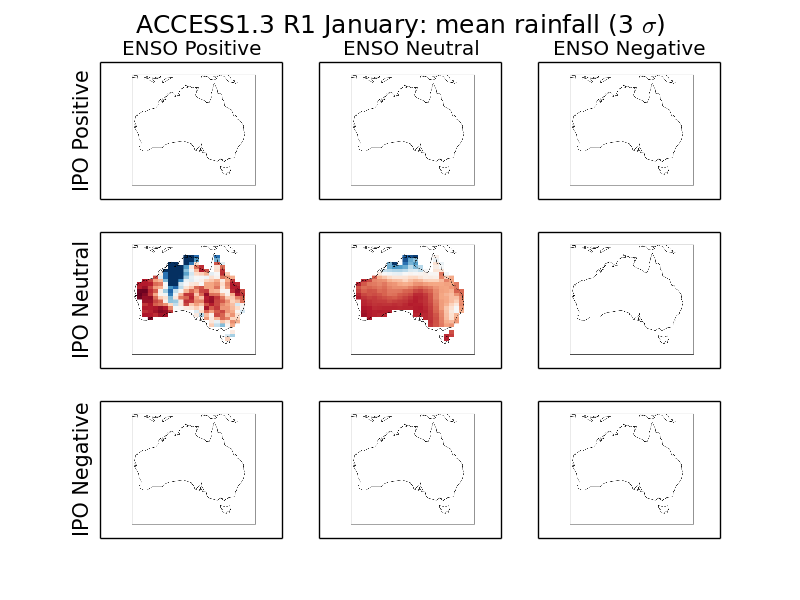 ACCESS1.3 R1 January: mean rainfall (3 σ)
ENSO Positive ENSO Neutral ENSO Negative
IPO Positive
IPO Neutral
IPO Negative